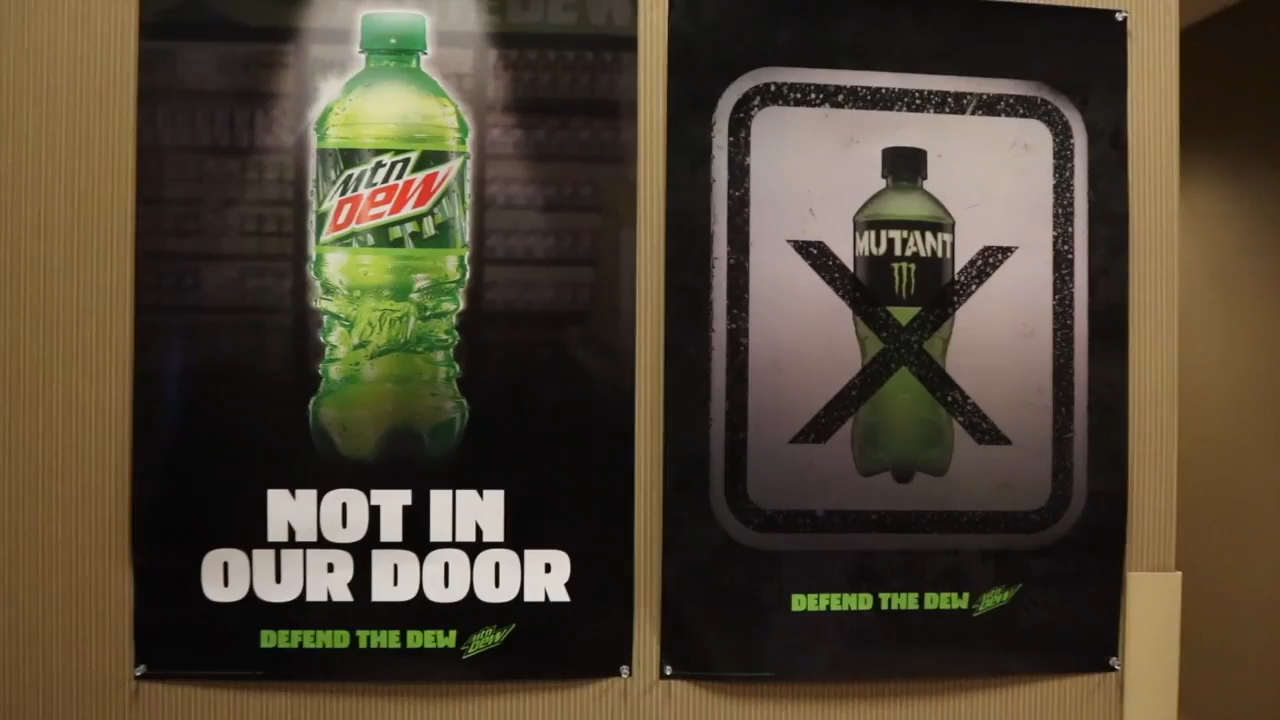 Mtn
Dew
NOT IN
OUR DOOR
DEFEND THE DEW Mtn Dew
MUTANT
DEFEND THE DEW Mtn Dew